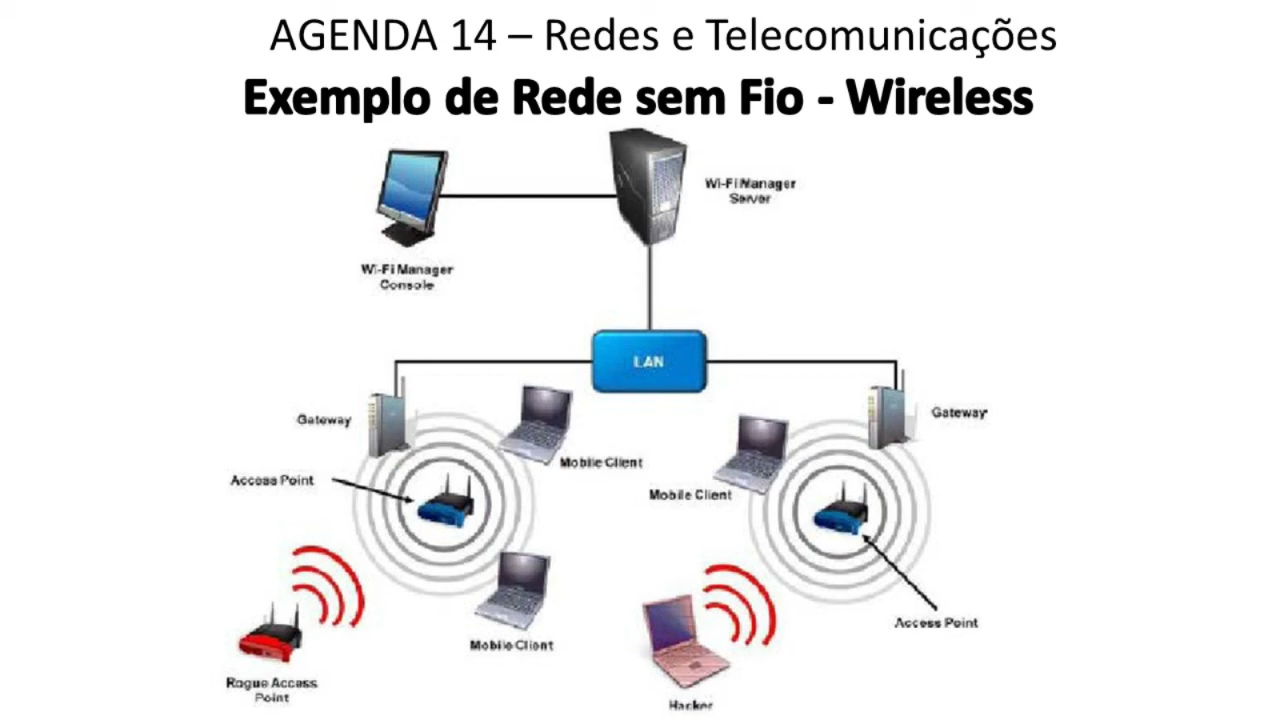 AGENDA 14 – Redes e Telecomunicações
Exemplo de Rede sem Fio - Wireless
Wi-Fi Manager
Server
Wi-Fi Manager
Console
LAN
Gateway
Gateway
Mobile Client
Access Point
Mobile Client
Access Point
Mobile Client
Rogue Access
Point
Hacker